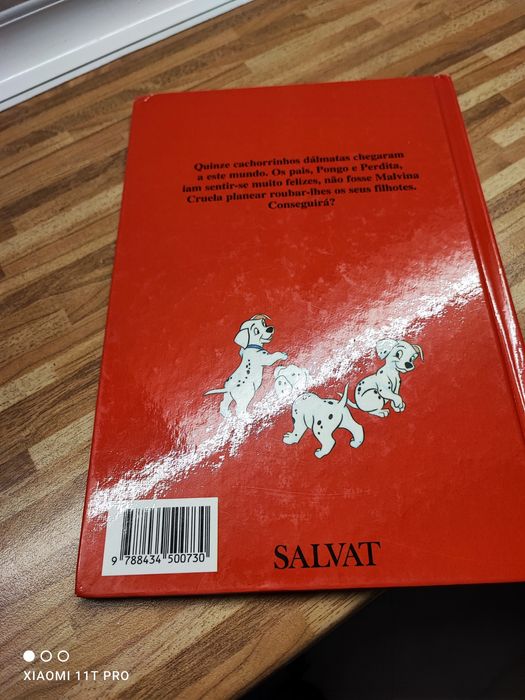 Quinze cachorrinhos dálmatas chegaram
a este mundo. Os pais, Pongo e Perdita,
iam sentir-se muito felizes, não fosse Malvina
Cruela planear roubar-lhes os seus filhotes.
Conseguirá?
9 788434 500730
SALVAT
XIAOMI 11T PRO